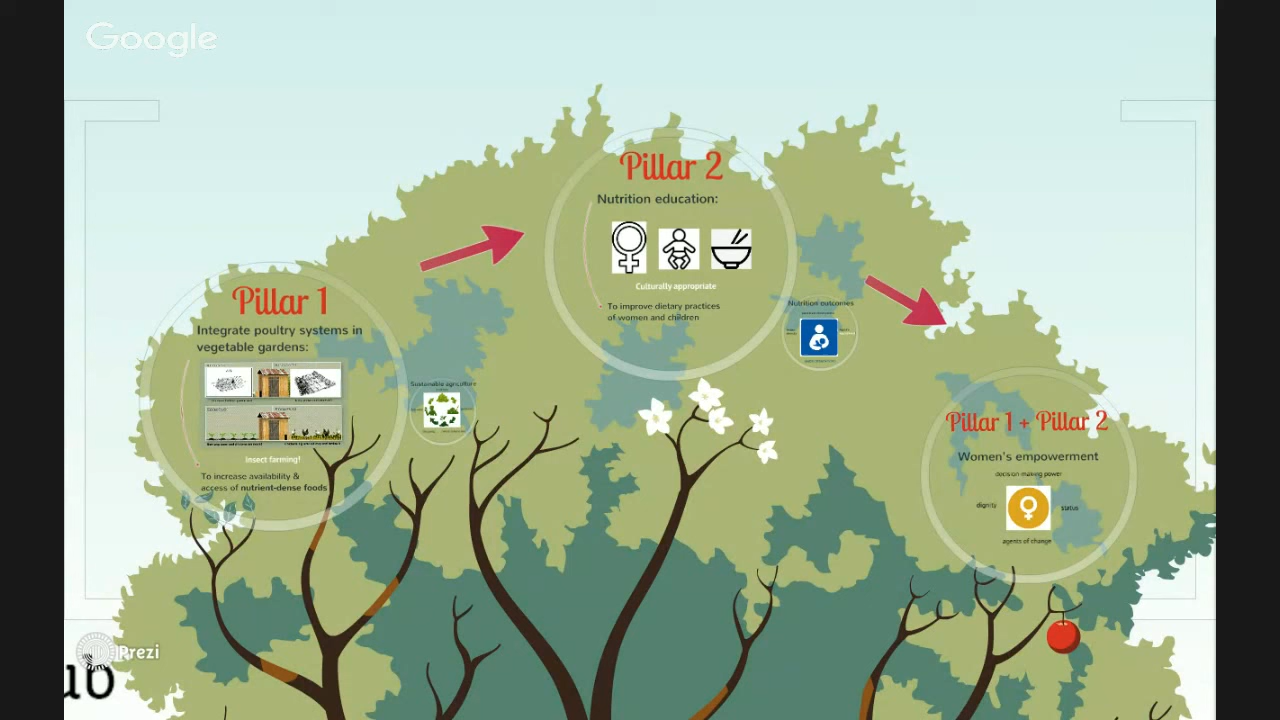 Google
Pillar 1
Integrate poultry systems in
vegetable gardens:
Insect farming!
To increase availability &
access of nutrient-dense foods
Sustainable agriculture
Pillar 2
Nutrition education:
Culturally appropriate
To improve dietary practices
of women and children
Nutrition outcomes
Pillar 1 + Pillar 2
Women's empowerment
decision making power
dignity
status
agents of change
Prezi
ub